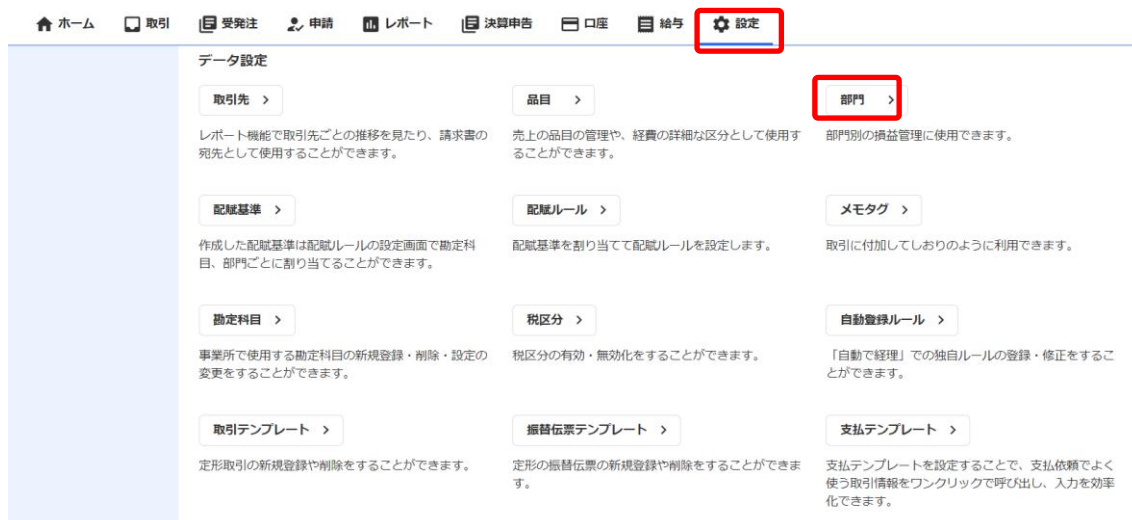 ホーム 取引 受発注 申請 レポート 決算申告 口座 給与 設定
データ設定
取引先 >
レポート機能で取引先ごとの推移を見たり、請求書の
宛先として使用することができます。
品目 >
売上の品目の管理や、経費の詳細な区分として使用す
ることができます。
部門 >
部門別の損益管理に使用できます。
配賦基準 >
作成した配賦基準は配賦ルールの設定画面で勘定科
目、部門ごとに割り当てることができます。
配賦ルール >
配賦基準を割り当てて配賦ルールを設定します。
メモタグ >
取引に付加してしおりのように利用できます。
勘定科目 >
事業所で使用する勘定科目の新規登録・削除・設定の
変更をすることができます。
税区分 >
税区分の有効・無効化をすることができます。
自動登録ルール >
「自動で経理」での独自ルールの登録・修正をするこ
とができます。
取引テンプレート >
定形取引の新規登録や削除をすることができます。
振替伝票テンプレート >
定形の振替伝票の新規登録や削除をすることができま
す。
支払テンプレート >
支払テンプレートを設定することで、支払依頼でよく
使う取引情報をワンクリックで呼び出し、入力を効率
化できます。